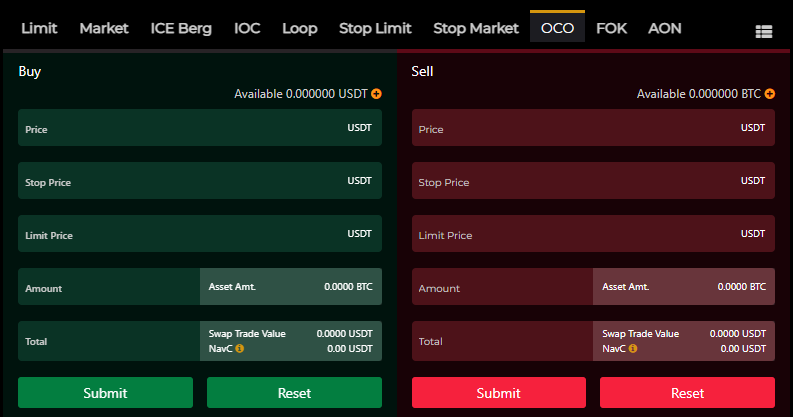 Limit Market ICE Berg IOC Loop Stop Limit Stop Market OCO FOK AON
Buy
Available 0.000000 USDT
Price USDT
Stop Price USDT
Limit Price USDT
Amount Asset Amt. 0.0000 BTC
Total Swap Trade Value 0.0000 USDT
NavC 0.00 USDT
Submit Reset
Sell
Available 0.000000 BTC
Price USDT
Stop Price USDT
Limit Price USDT
Amount Asset Amt. 0.0000 BTC
Total Swap Trade Value 0.0000 USDT
NavC 0.00 USDT
Submit Reset